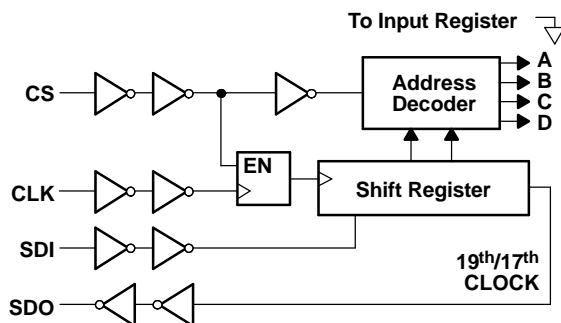 To Input Register
CS
Address
Decoder
A
B
C
D
EN
CLK
Shift Register
SDI
19th/17th
CLOCK
SDO